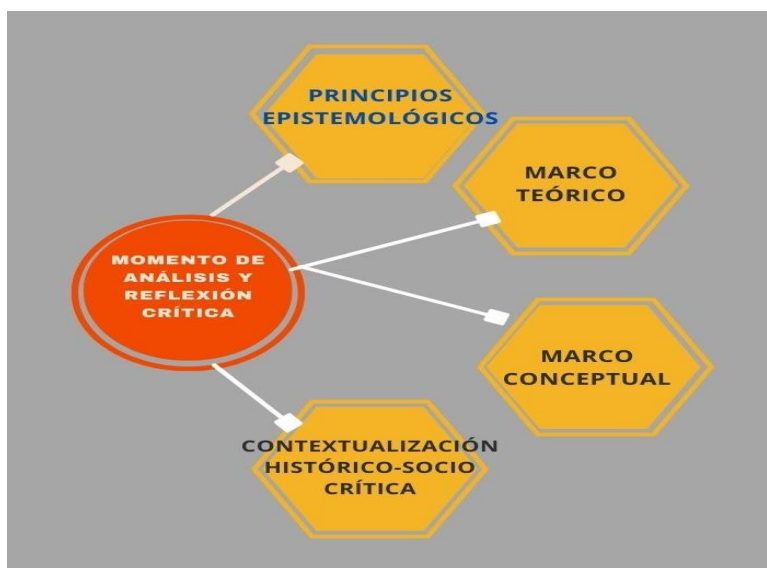 PRINCIPIOS
EPISTEMOLÓGICOS
MARCO
TEÓRICO
MOMENTO DE
ANÁLISIS Y
REFLEXIÓN
CRÍTICA
MARCO
CONCEPTUAL
CONTEXTUALIZACIÓN
HISTÓRICO-SOCIO
CRÍTICA